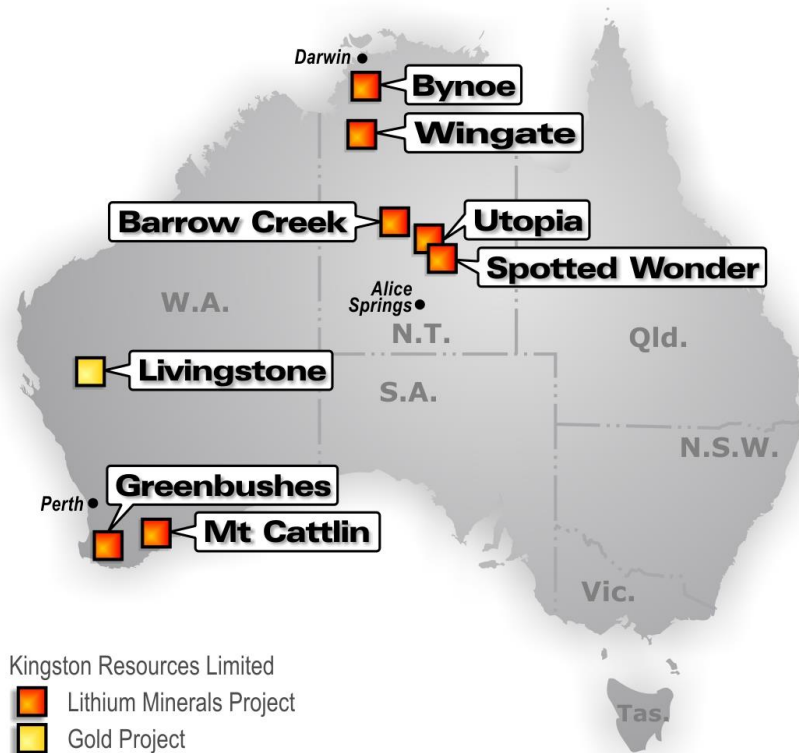 Darwin
Bynoe
Wingate
Barrow Creek
Utopia
Spotted Wonder
Alice
Springs
W.A.
N.T.
Qld.
Livingstone
S.A.
N.S.W.
Greenbushes
Perth
Mt Cattlin
Vic.
Tas.
Kingston Resources Limited
Lithium Minerals Project
Gold Project